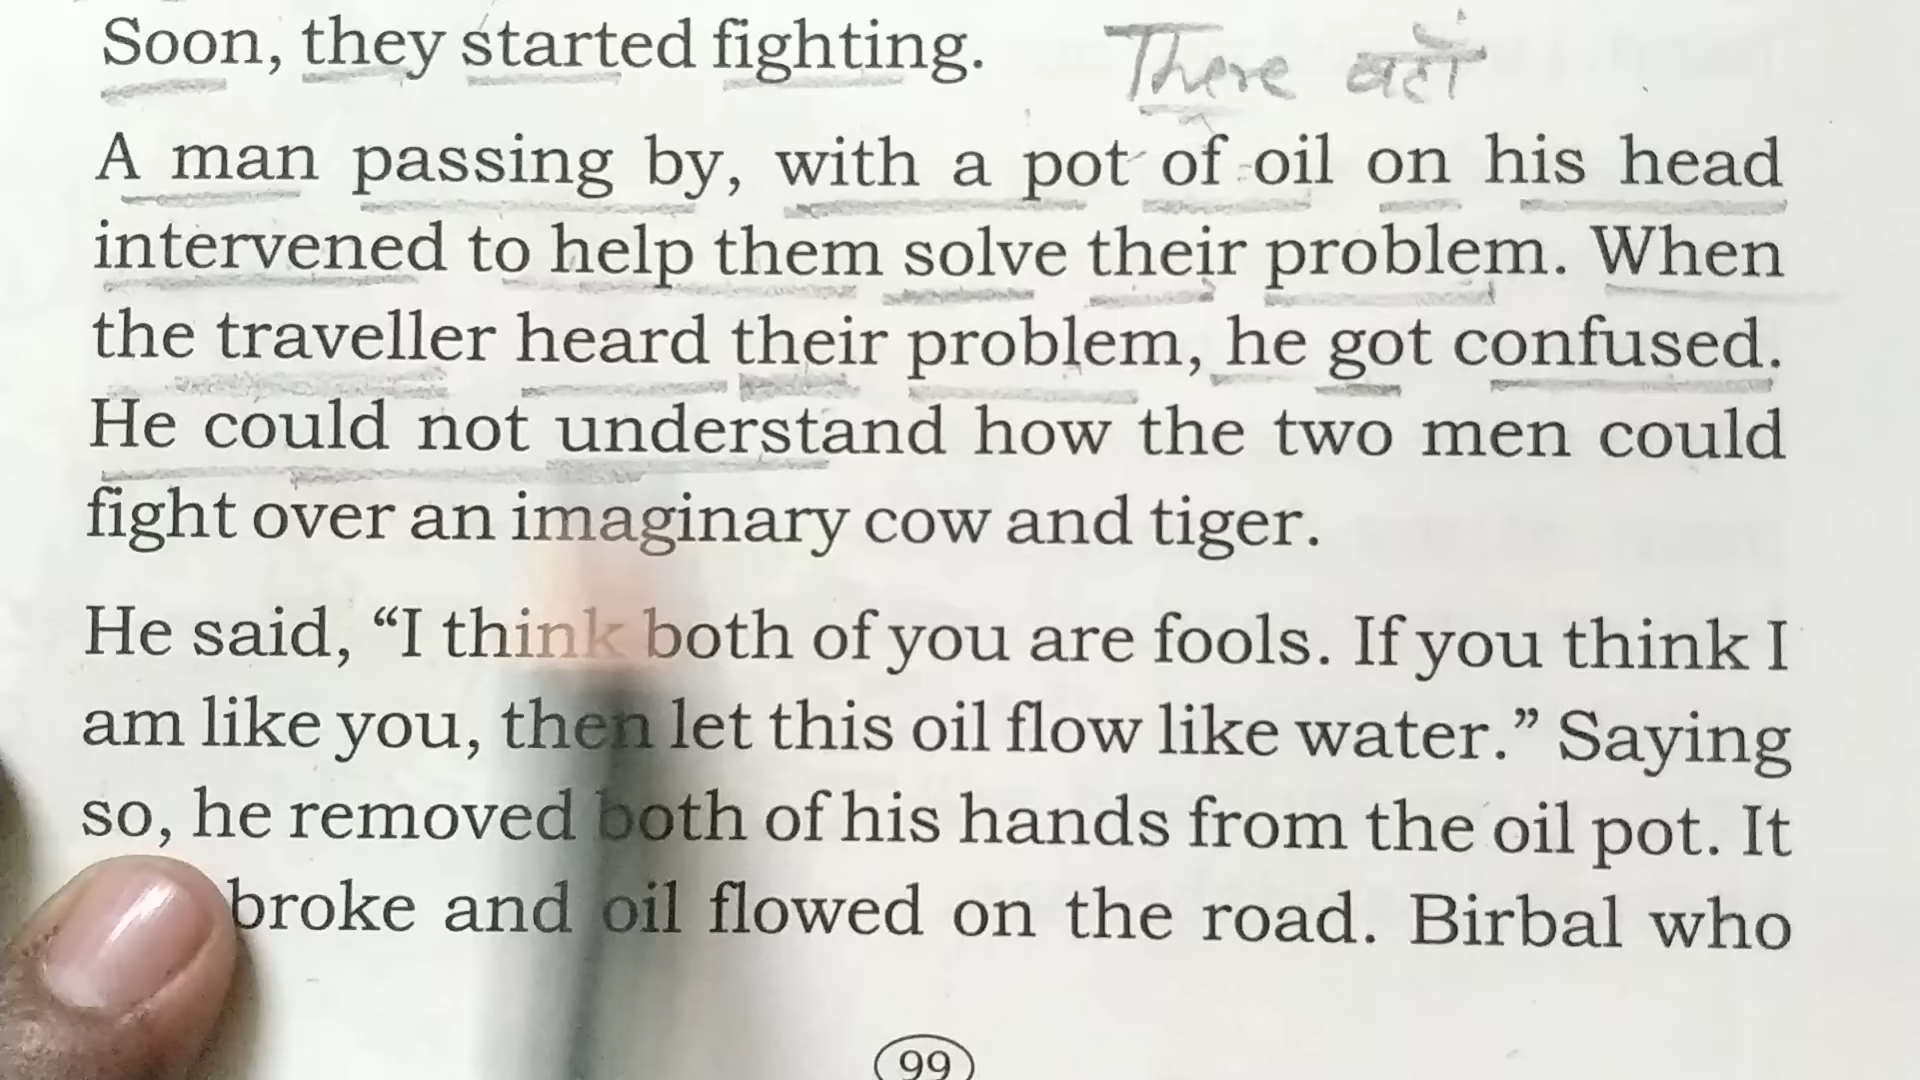 Soon, they started fighting. There वहाँ
A man passing by, with a pot of oil on his head
intervened to help them solve their problem. When
the traveller heard their problem, he got confused.
He could not understand how the two men could
fight over an imaginary cow and tiger.
He said, “I think both of you are fools. If you think I
am like you, then let this oil flow like water.” Saying
so, he removed both of his hands from the oil pot. It
broke and oil flowed on the road. Birbal who
99